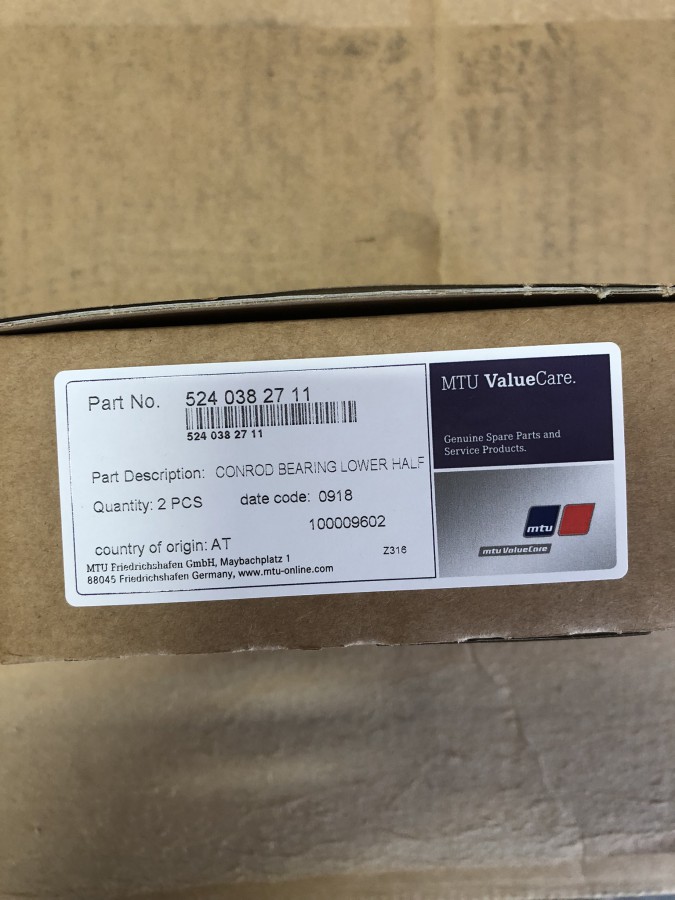 Part No. 524 038 27 11
524 038 27 11
Part Description: CONROD BEARING LOWER HALF
Quantity: 2 PCS date code: 0918
100009602
country of origin: AT
Z316
MTU Friedrichshafen GmbH, Maybachplatz 1
88045 Friedrichshafen Germany, www.mtu-online.com
MTU ValueCare.
Genuine Spare Parts and
Service Products.
mtu
mtu ValueCare